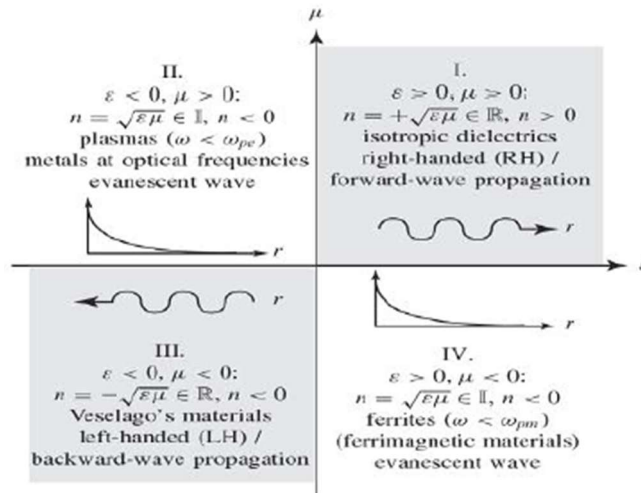 μ
II.
ε < 0, μ > 0:
n = √εμ ∈ 𝕀, n < 0
plasmas (ω < ω_pe)
metals at optical frequencies
evanescent wave
r
I.
ε > 0, μ > 0:
n = +√εμ ∈ ℝ, n > 0
isotropic dielectrics
right-handed (RH) /
forward-wave propagation
r
r
III.
ε < 0, μ < 0:
n = −√εμ ∈ ℝ, n < 0
Veselago's materials
left-handed (LH) /
backward-wave propagation
r
IV.
ε > 0, μ < 0:
n = √εμ ∈ 𝕀, n < 0
ferrites (ω < ω_pm)
(ferrimagnetic materials)
evanescent wave